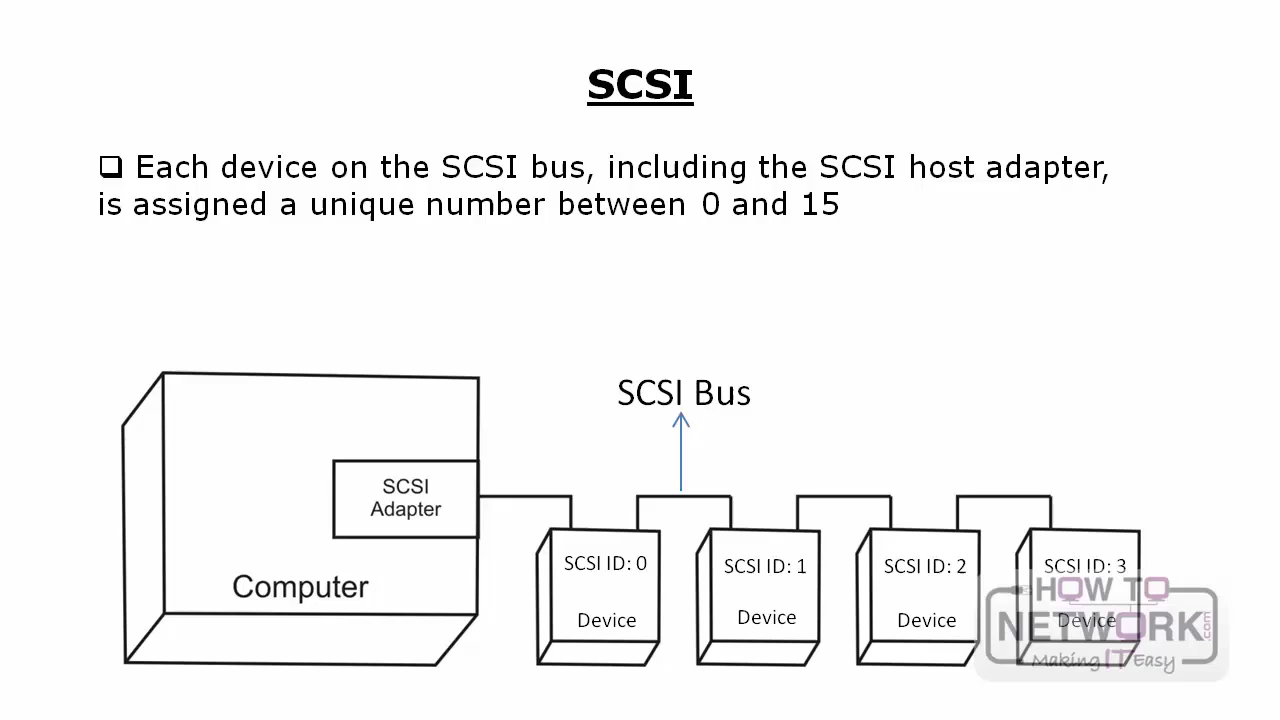 SCSI
❑ Each device on the SCSI bus, including the SCSI host adapter,
is assigned a unique number between 0 and 15
SCSI Bus
SCSI
Adapter
Computer
SCSI ID: 0
Device
SCSI ID: 1
Device
SCSI ID: 2
Device
SCSI ID: 3
Device
HOW TO
NETWORK.com
Making IT Easy